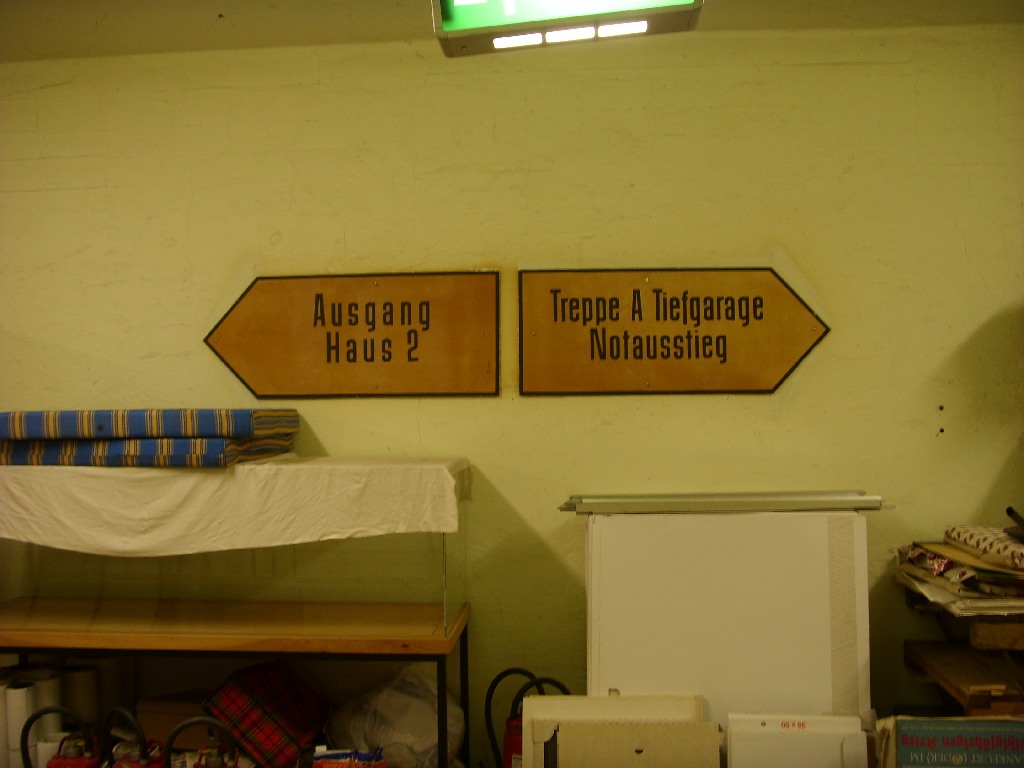 Ausgang
Haus 2
Treppe A Tiefgarage
Notausstieg